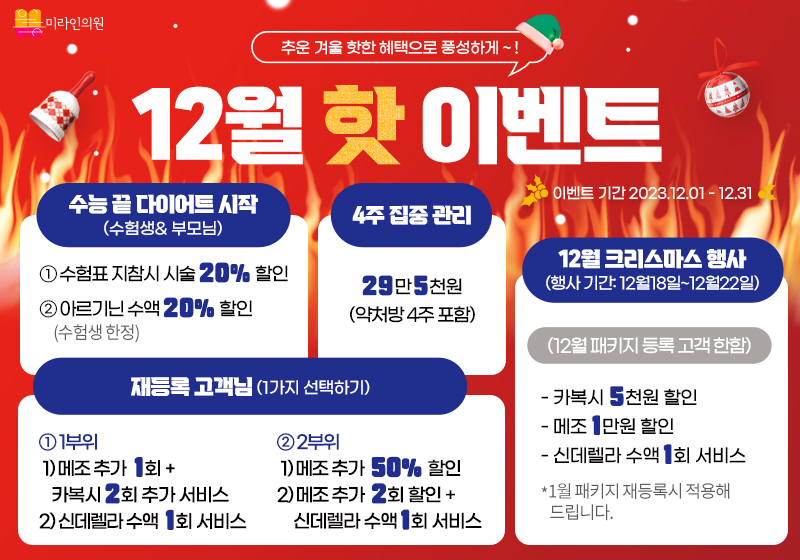 미라인의원
추운 겨울 핫한 혜택으로 풍성하게 ~ !
12월 핫 이벤트
이벤트 기간 2023.12.01 - 12.31
수능 끝 다이어트 시작
(수험생& 부모님)
① 수험표 지참시 시술 20% 할인
② 아르기닌 수액 20% 할인
(수험생 한정)
4주 집중 관리
29만 5천원
(약처방 4주 포함)
재등록 고객님 (1가지 선택하기)
① 1부위
1) 메조 추가 1회 +
카복시 2회 추가 서비스
2) 신데렐라 수액 1회 서비스
② 2부위
1) 메조 추가 50% 할인
2) 메조 추가 2회 할인 +
신데렐라 수액 1회 서비스
12월 크리스마스 행사
(행사 기간: 12월18일~12월22일)
(12월 패키지 등록 고객 한함)
- 카복시 5천원 할인
- 메조 1만원 할인
- 신데렐라 수액 1회 서비스
*1월 패키지 재등록시 적용해
드립니다.